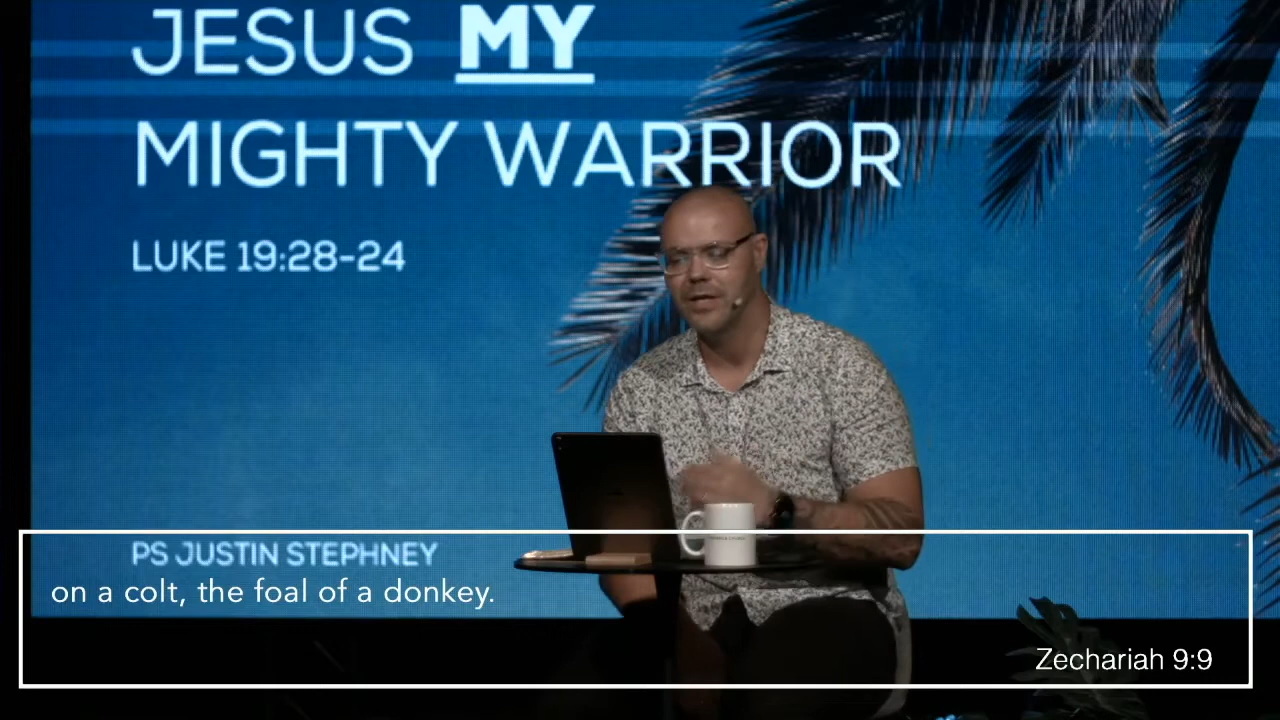 JESUS MY
MIGHTY WARRIOR
LUKE 19:28-24
PS JUSTIN STEPHNEY
on a colt, the foal of a donkey.
Zechariah 9:9